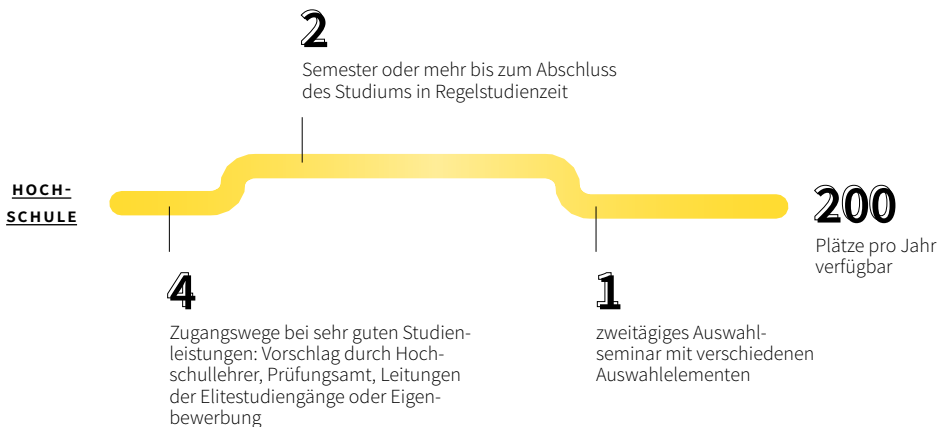 HOCH-
SCHULE
4
Zugangswege bei sehr guten Studien-
leistungen: Vorschlag durch Hoch-
schullehrer, Prüfungsamt, Leitungen
der Elitestudiengänge oder Eigen-
bewerbung
2
Semester oder mehr bis zum Abschluss
des Studiums in Regelstudienzeit
1
zweitägiges Auswahl-
seminar mit verschiedenen
Auswahlelementen
200
Plätze pro Jahr
verfügbar